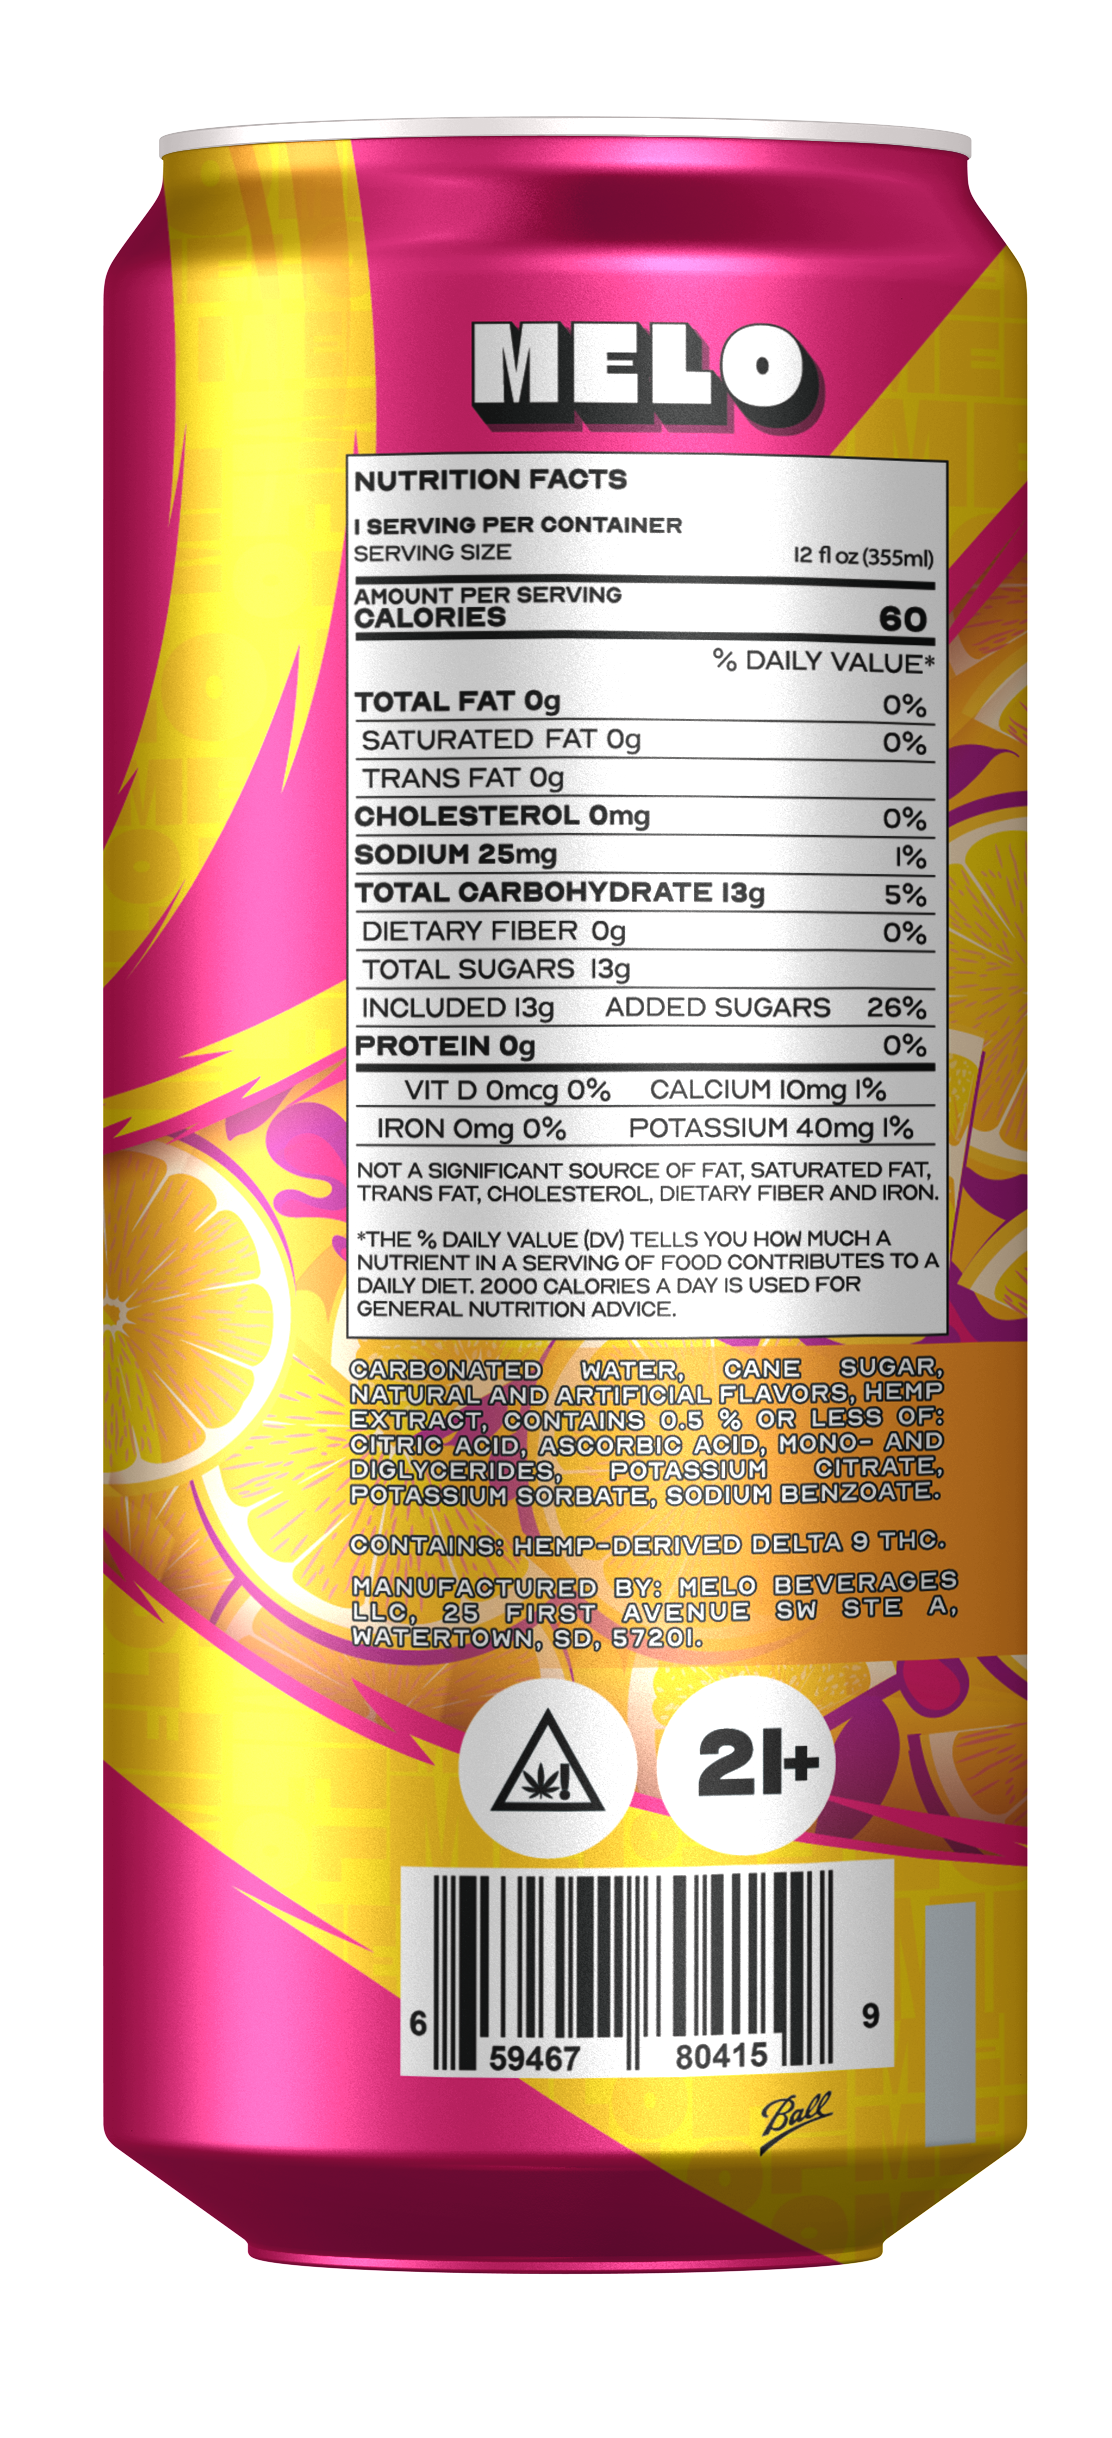 MELO
NUTRITION FACTS
1 SERVING PER CONTAINER
SERVING SIZE 12 fl oz (355ml)
AMOUNT PER SERVING
CALORIES 60
% DAILY VALUE*
TOTAL FAT 0g 0%
SATURATED FAT 0g 0%
TRANS FAT 0g
CHOLESTEROL 0mg 0%
SODIUM 25mg 1%
TOTAL CARBOHYDRATE 13g 5%
DIETARY FIBER 0g 0%
TOTAL SUGARS 13g
INCLUDED 13g ADDED SUGARS 26%
PROTEIN 0g 0%
VIT D 0mcg 0% CALCIUM 10mg 1%
IRON 0mg 0% POTASSIUM 40mg 1%
NOT A SIGNIFICANT SOURCE OF FAT, SATURATED FAT,
TRANS FAT, CHOLESTEROL, DIETARY FIBER AND IRON.
*THE % DAILY VALUE (DV) TELLS YOU HOW MUCH A
NUTRIENT IN A SERVING OF FOOD CONTRIBUTES TO A
DAILY DIET. 2000 CALORIES A DAY IS USED FOR
GENERAL NUTRITION ADVICE.
CARBONATED WATER, CANE SUGAR,
NATURAL AND ARTIFICIAL FLAVORS, HEMP
EXTRACT, CONTAINS 0.5 % OR LESS OF:
CITRIC ACID, ASCORBIC ACID, MONO- AND
DIGLYCERIDES, POTASSIUM CITRATE,
POTASSIUM SORBATE, SODIUM BENZOATE.
CONTAINS: HEMP-DERIVED DELTA 9 THC.
MANUFACTURED BY: MELO BEVERAGES
LLC, 25 FIRST AVENUE SW STE A,
WATERTOWN, SD, 57201.
!
21+
6 59467 80415 9
Ball